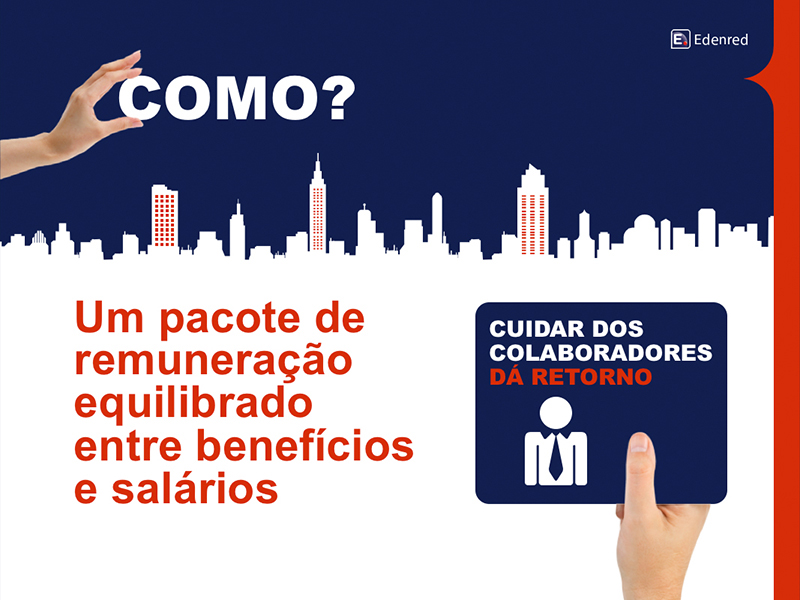 Edenred
COMO?
Um pacote de
remuneração
equilibrado
entre benefícios
e salários
CUIDAR DOS
COLABORADORES
DÁ RETORNO